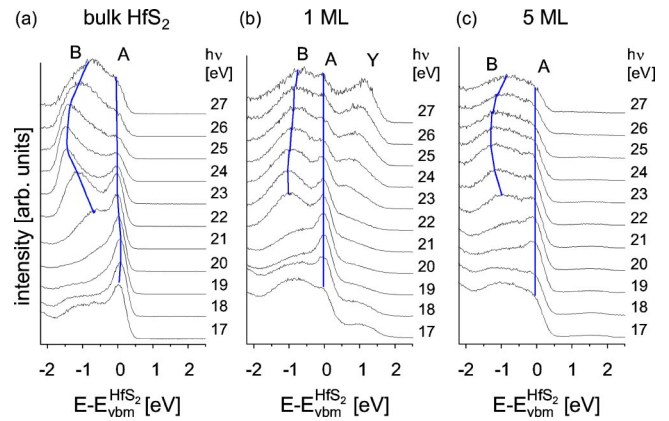 (a) bulk HfS₂
B A hν [eV]
27
26
25
24
23
22
21
20
19
18
17
-2 -1 0 1 2
E-E_vbm^HfS₂ [eV]
intensity [arb. units]
(b) 1 ML
B A Y hν [eV]
27
26
25
24
23
22
21
20
19
18
17
-2 -1 0 1 2
E-E_vbm^HfS₂ [eV]
(c) 5 ML
B A hν [eV]
27
26
25
24
23
22
21
20
19
18
17
-2 -1 0 1 2
E-E_vbm^HfS₂ [eV]